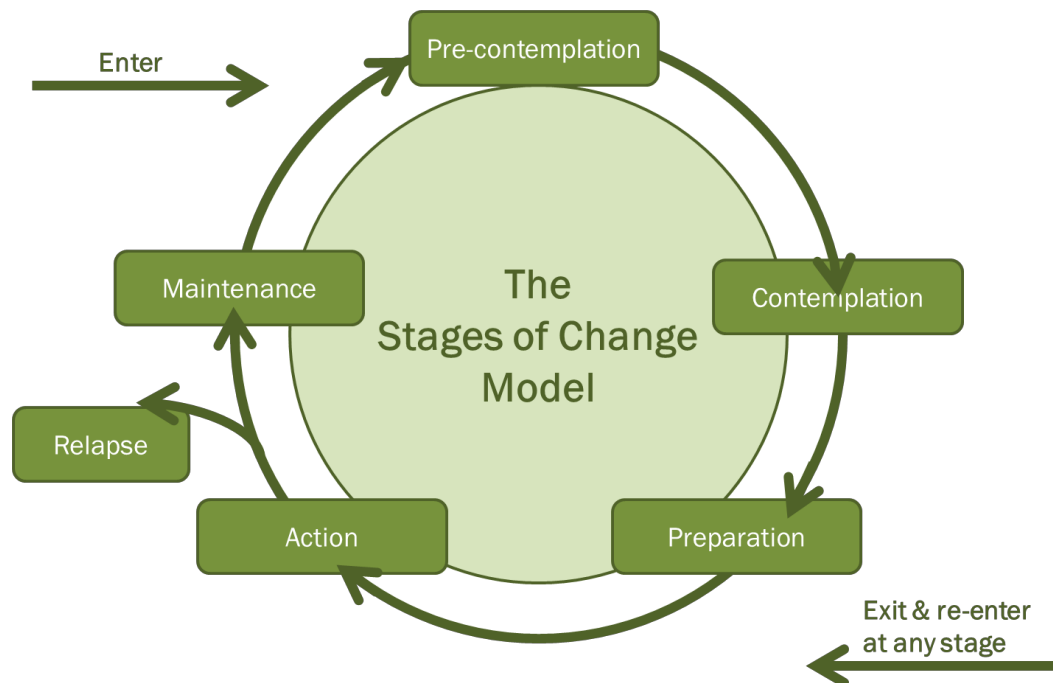 Enter
Pre-contemplation
Contemplation
Preparation
Action
Relapse
Maintenance
The
Stages of Change
Model
Exit & re-enter
at any stage